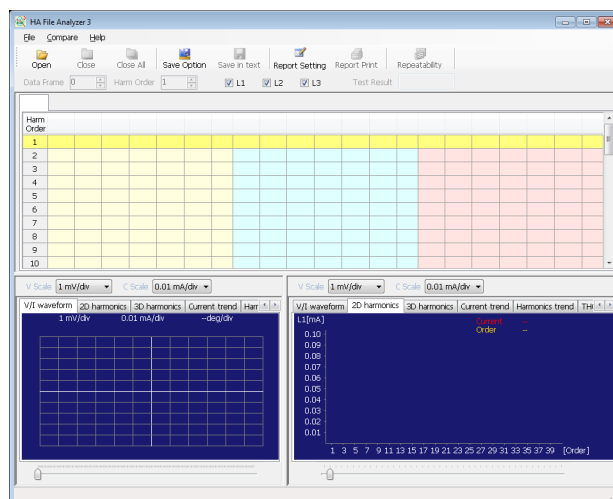 HA File Analyzer 3
File Compare Help
Open Close Close All Save Option Save in text Report Setting Report Print Repeatability
Data Frame 0 Harm Order 1 L1 L2 L3 Test Result
Harm
Order
1
2
3
4
5
6
7
8
9
10
V Scale 1 mV/div C Scale 0.01 mA/div
V/I waveform 2D harmonics 3D harmonics Current trend Harr
1 mV/div 0.01 mA/div --deg/div
V Scale 1 mV/div C Scale 0.01 mA/div
V/I waveform 2D harmonics 3D harmonics Current trend Harmonics trend
L1[mA] Current --
Order --
0.10
0.09
0.08
0.07
0.06
0.05
0.04
0.03
0.02
0.01
1 3 5 7 9 11 13 15 17 19 21 23 25 27 29 31 33 35 37 39 [Order]